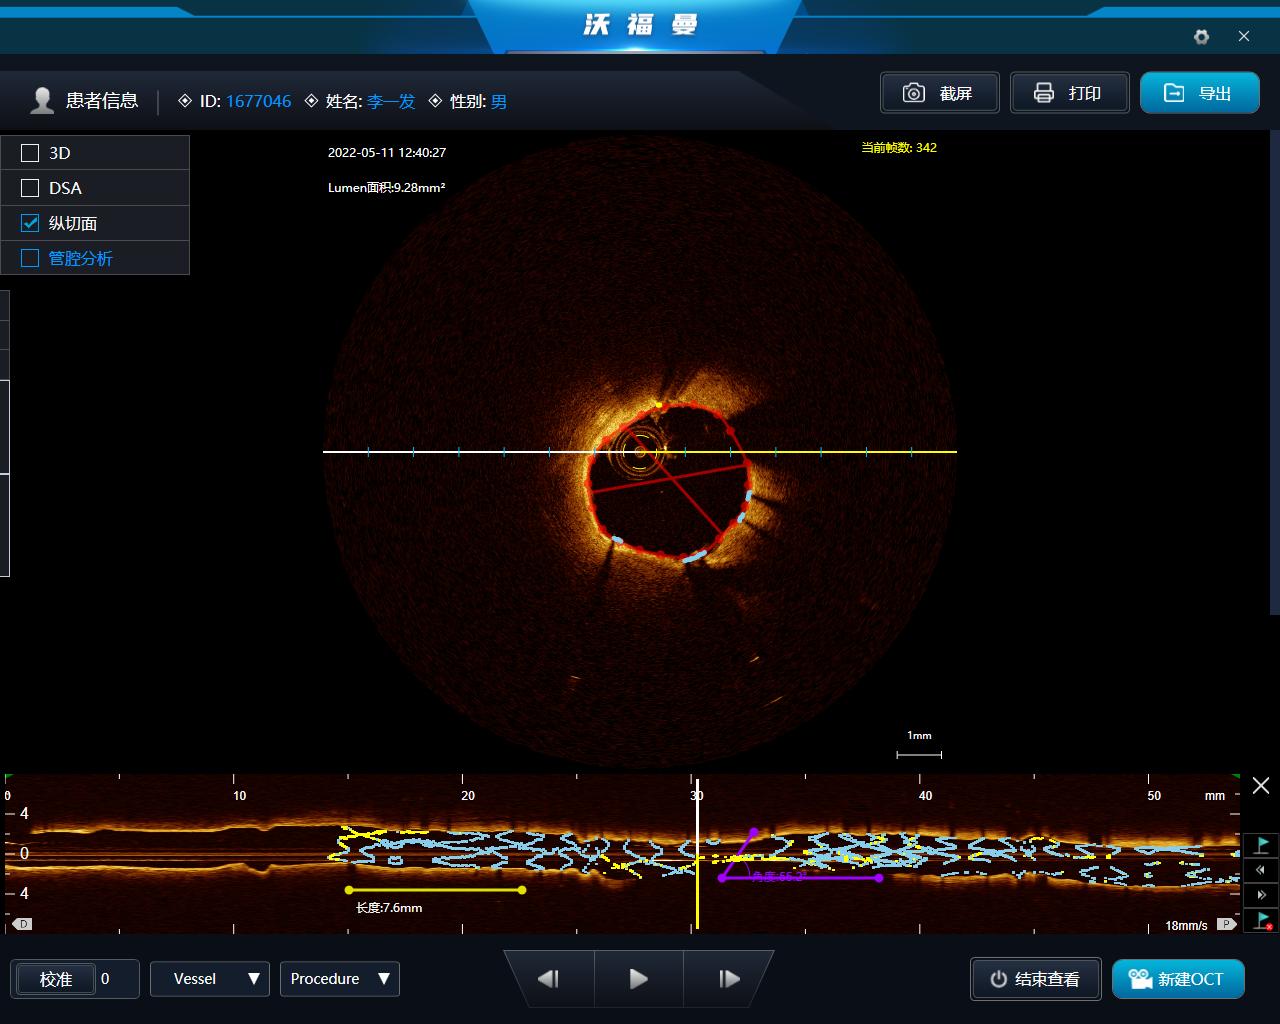 沃福曼
患者信息 ID: 1677046 姓名: 李一发 性别: 男
截屏 打印 导出
3D
DSA
纵切面
管腔分析
2022-05-11 12:40:27
Lumen面积:9.28mm²
当前帧数: 342
1mm
0 10 20 30 40 50 mm
4
0
4
角度:55.2°
长度:7.6mm
D
18mm/s P
校准 0 Vessel Procedure
结束查看 新建OCT